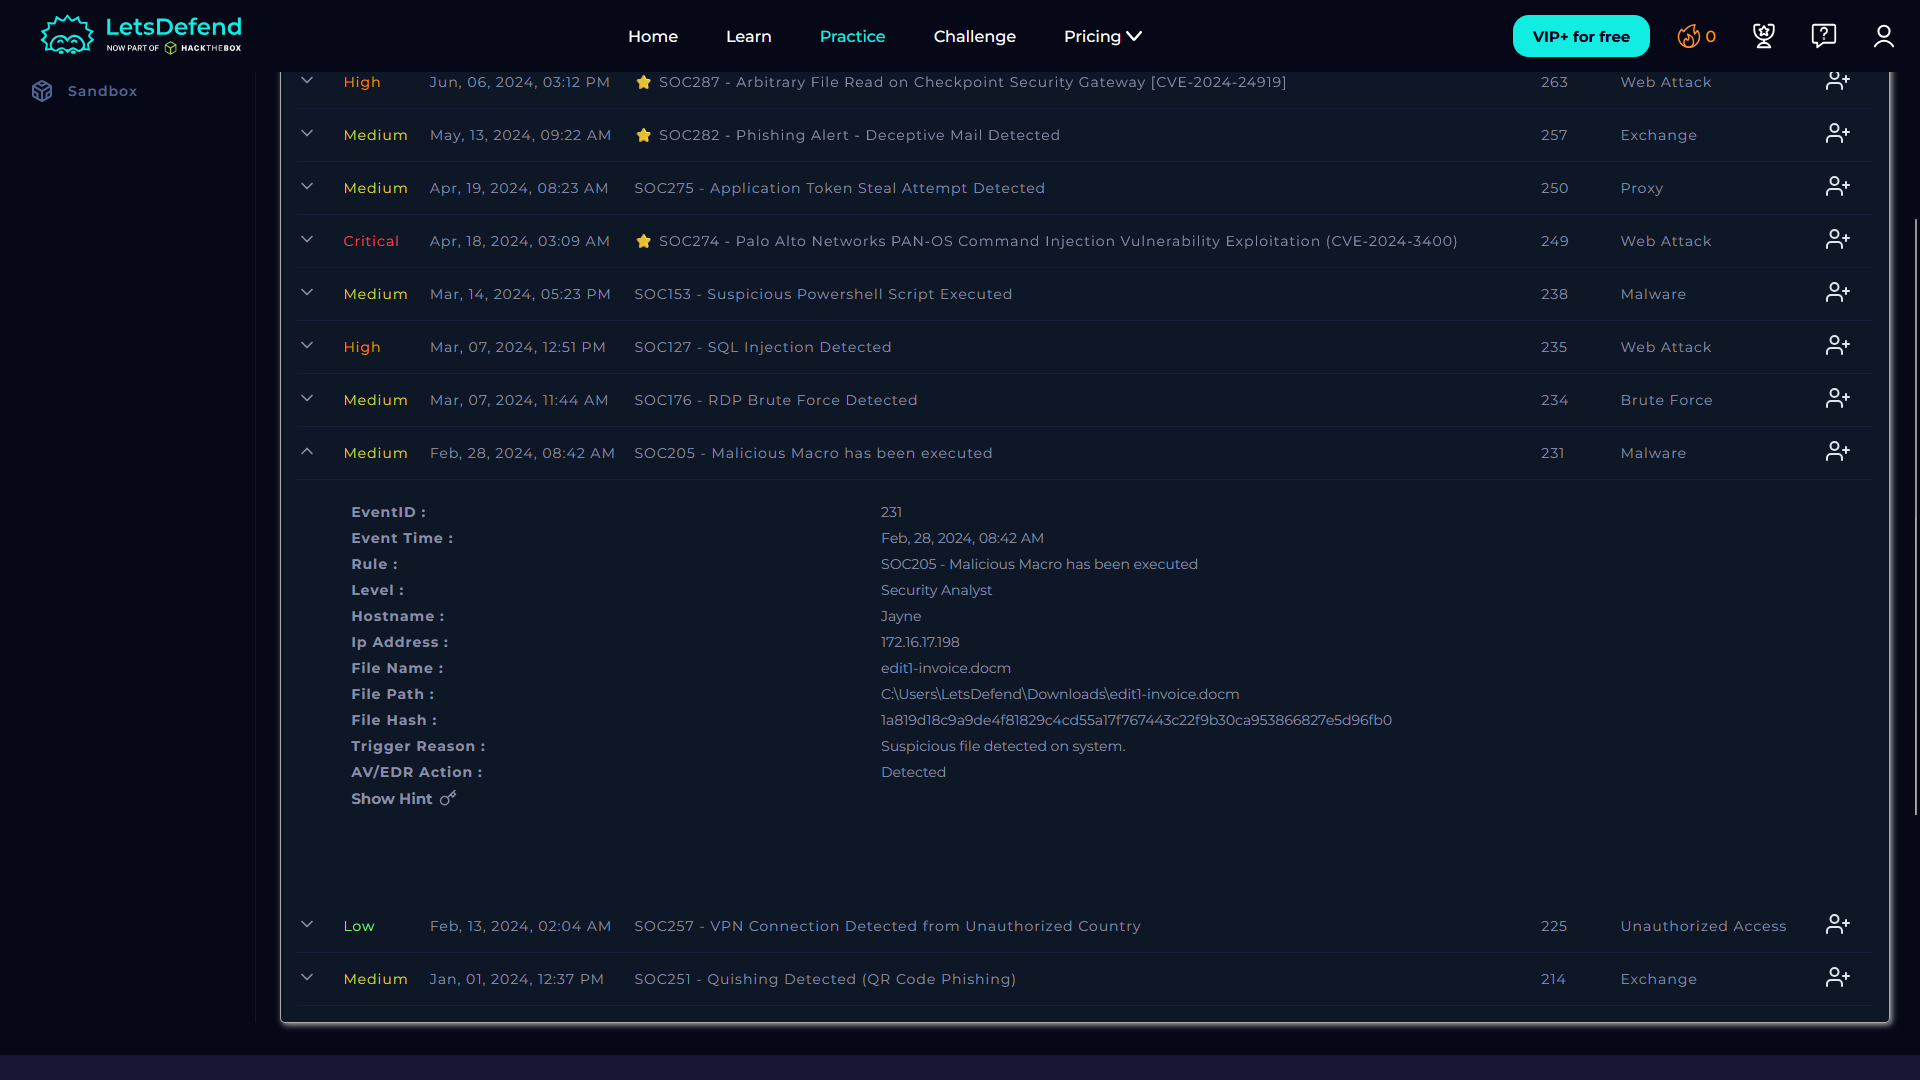 LetsDefend
NOW PART OF HACKTHEBOX
Home Learn Practice Challenge Pricing
VIP+ for free 0
Sandbox
High Jun, 06, 2024, 03:12 PM SOC287 - Arbitrary File Read on Checkpoint Security Gateway [CVE-2024-24919] 263 Web Attack
Medium May, 13, 2024, 09:22 AM SOC282 - Phishing Alert - Deceptive Mail Detected 257 Exchange
Medium Apr, 19, 2024, 08:23 AM SOC275 - Application Token Steal Attempt Detected 250 Proxy
Critical Apr, 18, 2024, 03:09 AM SOC274 - Palo Alto Networks PAN-OS Command Injection Vulnerability Exploitation (CVE-2024-3400) 249 Web Attack
Medium Mar, 14, 2024, 05:23 PM SOC153 - Suspicious Powershell Script Executed 238 Malware
High Mar, 07, 2024, 12:51 PM SOC127 - SQL Injection Detected 235 Web Attack
Medium Mar, 07, 2024, 11:44 AM SOC176 - RDP Brute Force Detected 234 Brute Force
Medium Feb, 28, 2024, 08:42 AM SOC205 - Malicious Macro has been executed 231 Malware
EventID : 231
Event Time : Feb, 28, 2024, 08:42 AM
Rule : SOC205 - Malicious Macro has been executed
Level : Security Analyst
Hostname : Jayne
Ip Address : 172.16.17.198
File Name : edit1-invoice.docm
File Path : C:\Users\LetsDefend\Downloads\edit1-invoice.docm
File Hash : 1a819d18c9a9de4f81829c4cd55a17f767443c22f9b30ca953866827e5d96fb0
Trigger Reason : Suspicious file detected on system.
AV/EDR Action : Detected
Show Hint
Low Feb, 13, 2024, 02:04 AM SOC257 - VPN Connection Detected from Unauthorized Country 225 Unauthorized Access
Medium Jan, 01, 2024, 12:37 PM SOC251 - Quishing Detected (QR Code Phishing) 214 Exchange